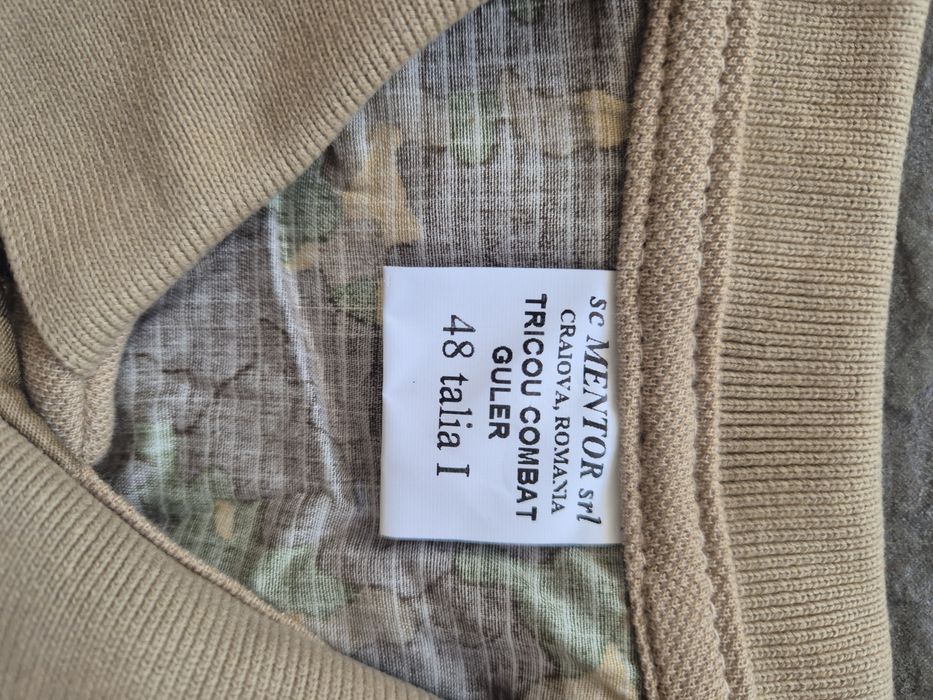 sc MENTOR srl
CRAIOVA, ROMANIA
TRICOU COMBAT
GULER
48 talia I